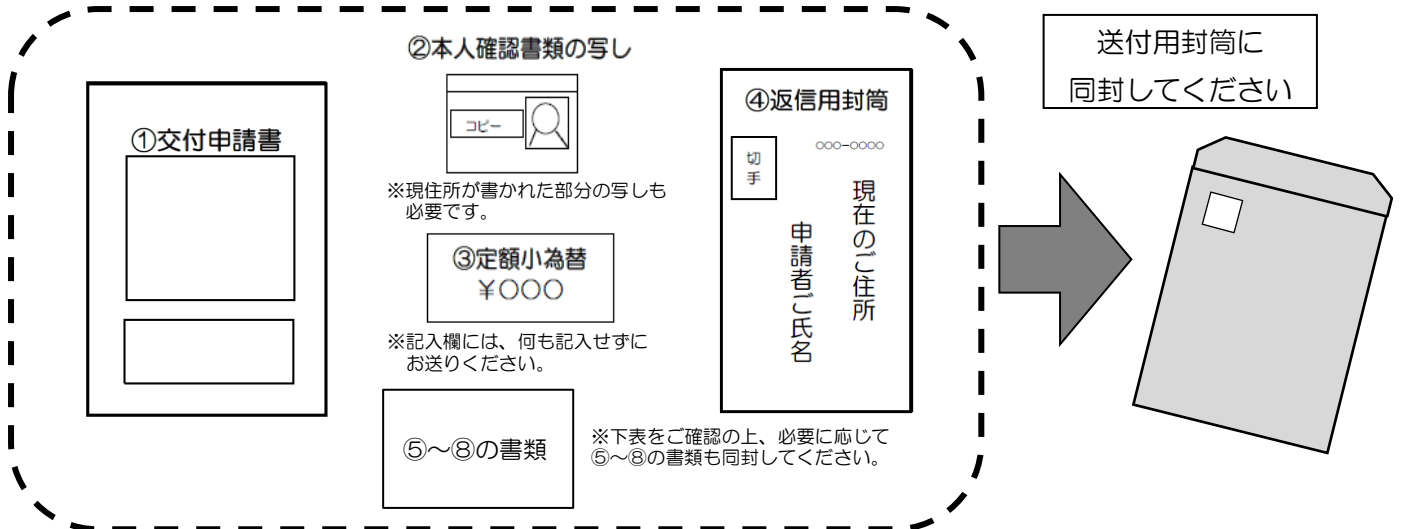 ①交付申請書
②本人確認書類の写し
コピー
※現住所が書かれた部分の写しも
必要です。
③定額小為替
￥〇〇〇
※記入欄には、何も記入せずに
お送りください。
④返信用封筒
切手
○○○-○○○○
現在のご住所
申請者ご氏名
⑤～⑧の書類
※下表をご確認の上、必要に応じて
⑤～⑧の書類も同封してください。
送付用封筒に
同封してください